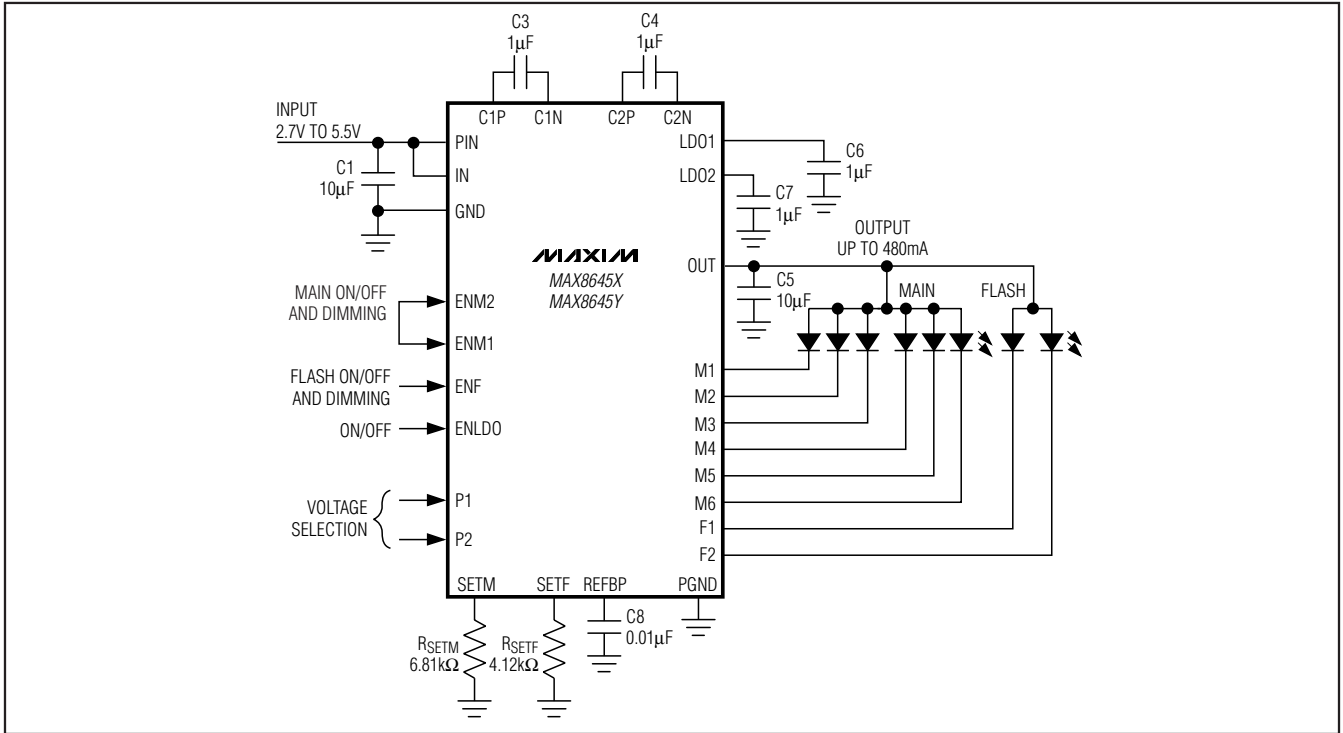 C3
1µF
C4
1µF
C1P
C1N
C2P
C2N
INPUT
2.7V TO 5.5V
PIN
C1
10µF
IN
GND
LDO1
C6
1µF
LDO2
C7
1µF
OUTPUT
UP TO 480mA
OUT
C5
10µF
MAIN
FLASH
MAXIM
MAX8645X
MAX8645Y
MAIN ON/OFF
AND DIMMING
ENM2
ENM1
FLASH ON/OFF
AND DIMMING
ENF
ON/OFF
ENLDO
VOLTAGE
SELECTION
P1
P2
M1
M2
M3
M4
M5
M6
F1
F2
SETM
SETF
REFBP
PGND
RSETM
6.81kΩ
RSETF
4.12kΩ
C8
0.01µF